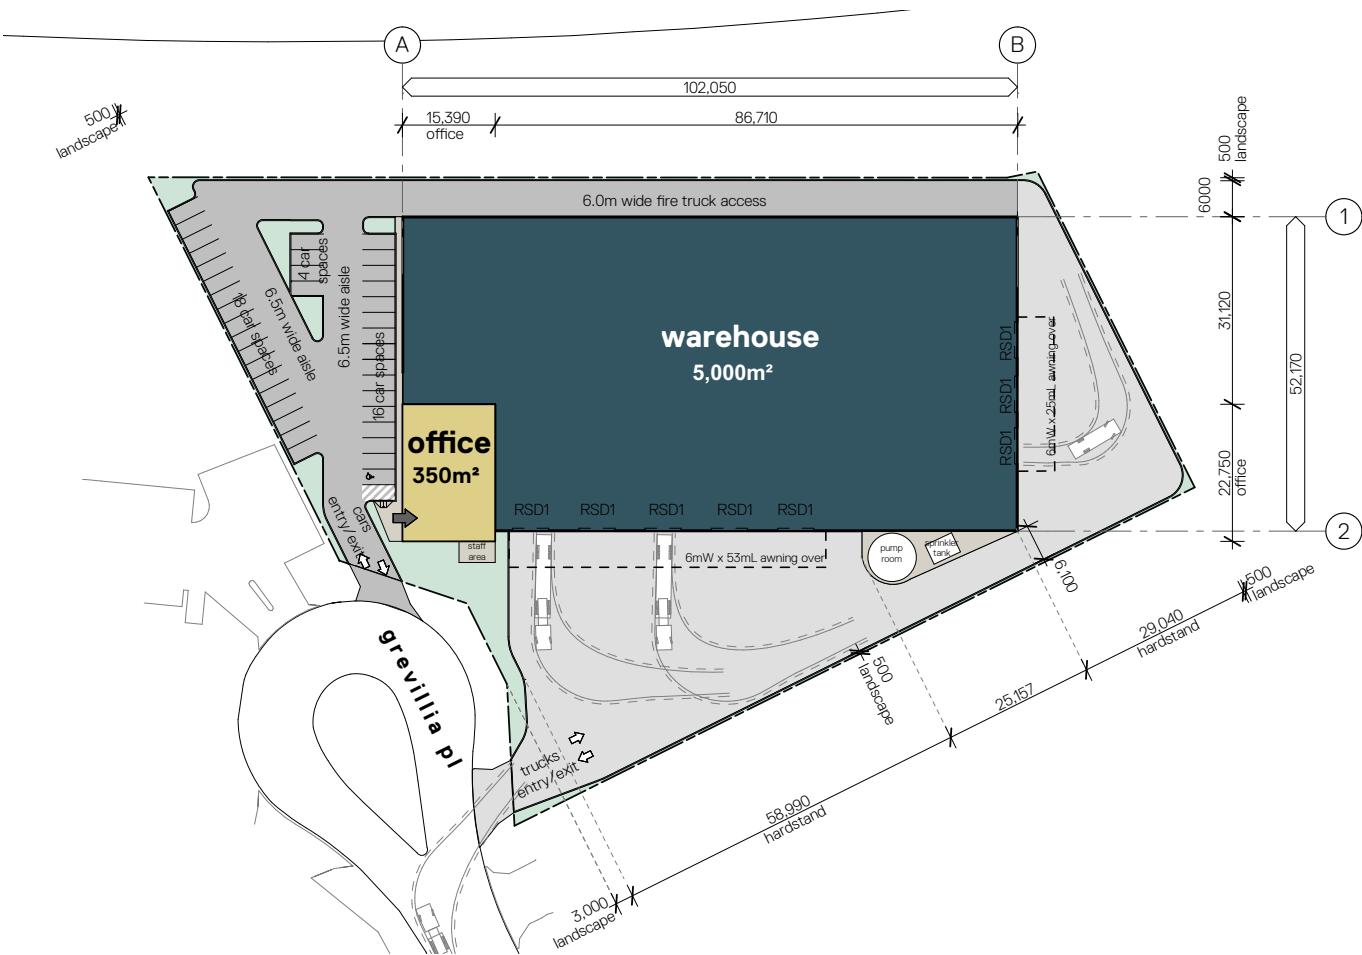 A
B
102,050
15,390
office
86,710
500
landscape
500
landscape
6000
1
6.0m wide fire truck access
4 car
spaces
6.5m wide aisle
6.5m wide aisle
18 car spaces
16 car spaces
warehouse
5,000m²
RSD1
RSD1
RSD1
6mW x 25mL awning over
31,120
52,170
22,750
office
office
350m²
RSD1
RSD1
RSD1
RSD1
RSD1
2
cars
entry/exit
staff
area
6mW x 53mL awning over
pump
room
sprinkler
tank
6,100
500
landscape
29,040
hardstand
500
landscape
25,157
grevillia pl
trucks
entry/exit
58,990
hardstand
3,000
landscape